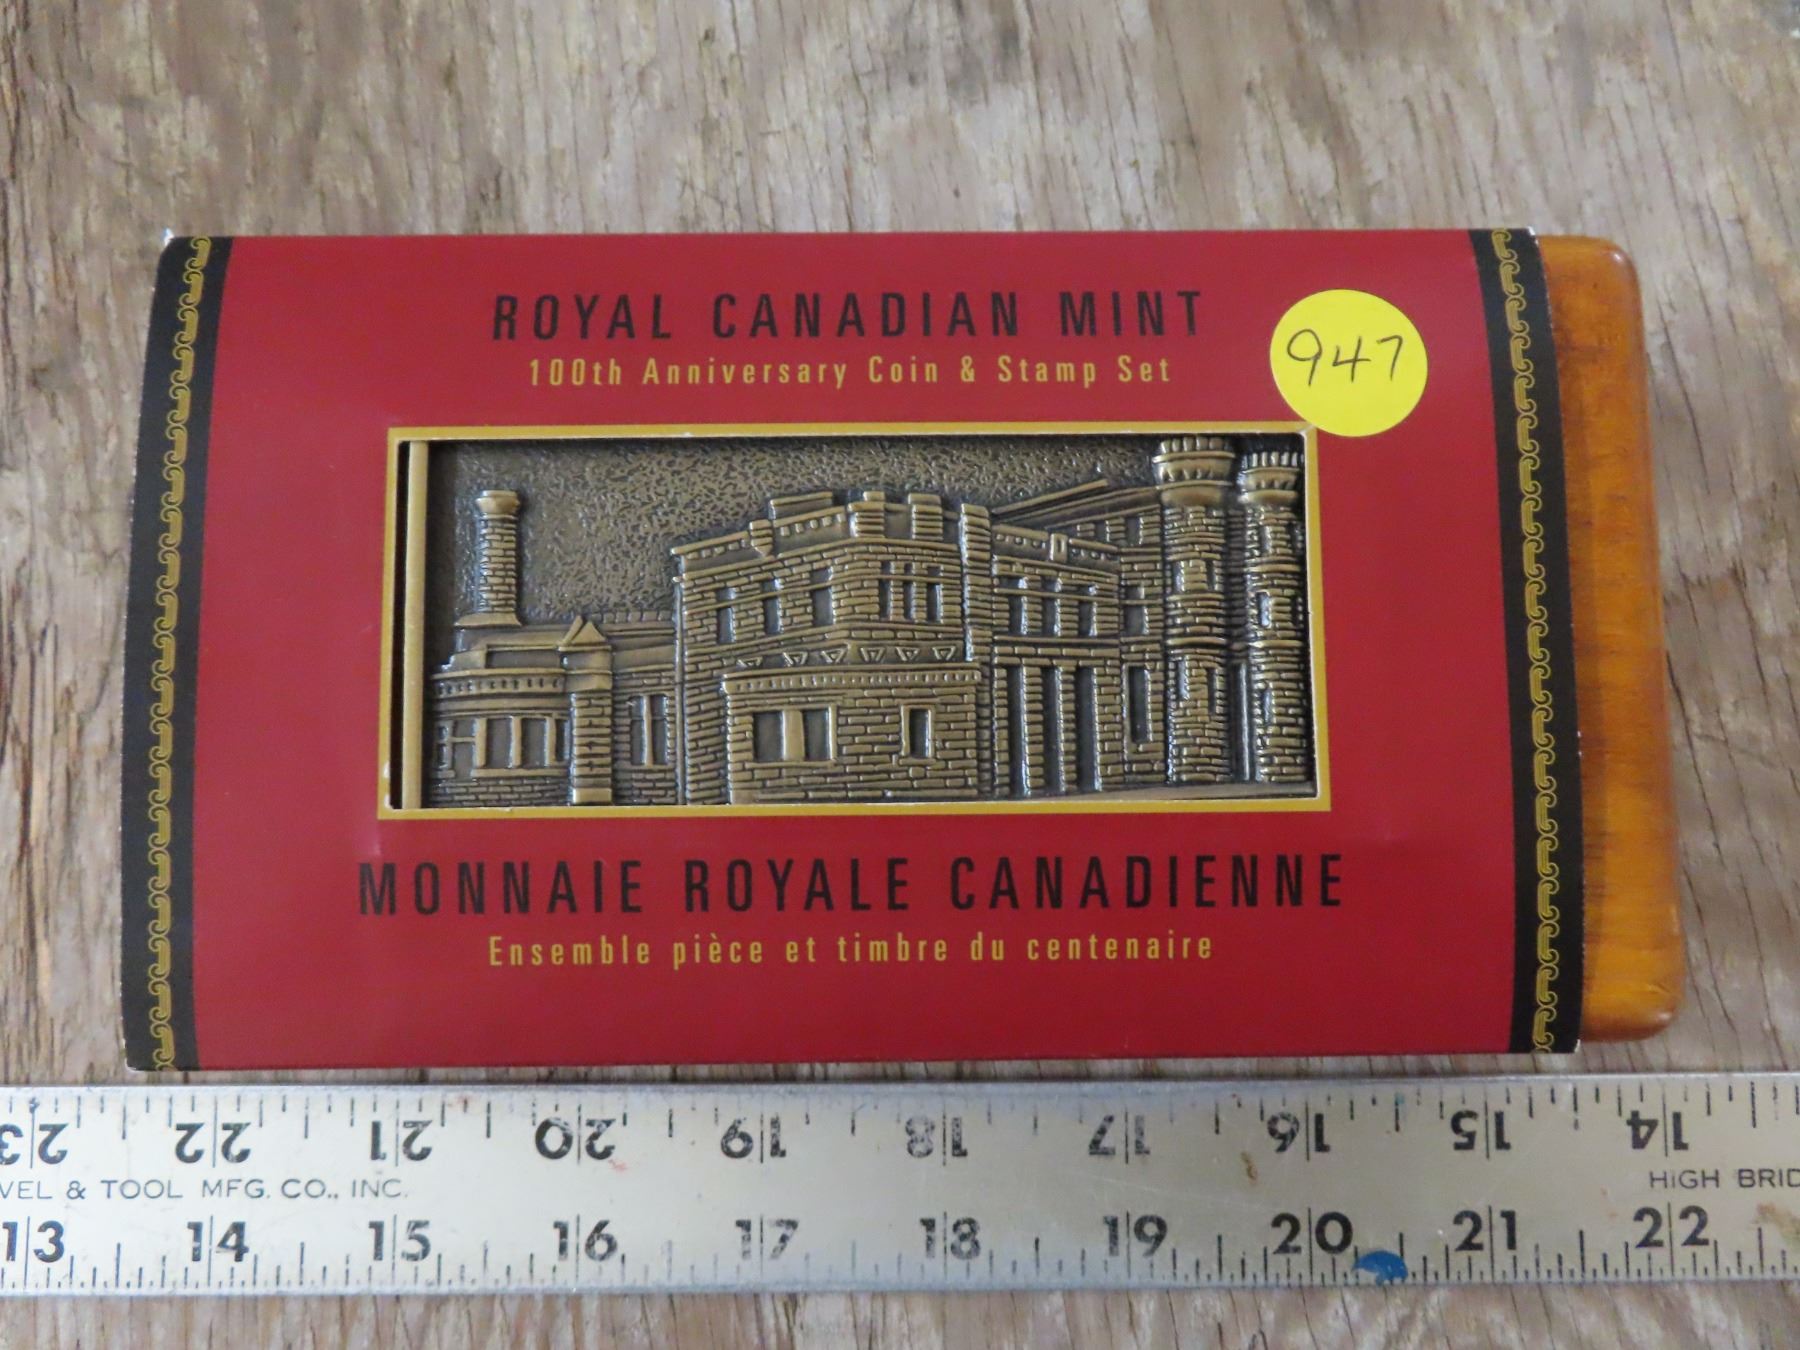 ROYAL CANADIAN MINT
100th Anniversary Coin & Stamp Set
947
MONNAIE ROYALE CANADIENNE
Ensemble pièce et timbre du centenaire
23 22 21 20 19 18 17 16 15 14
VEL & TOOL MFG. CO., INC. HIGH BRID
13 14 15 16 17 18 19 20 21 22